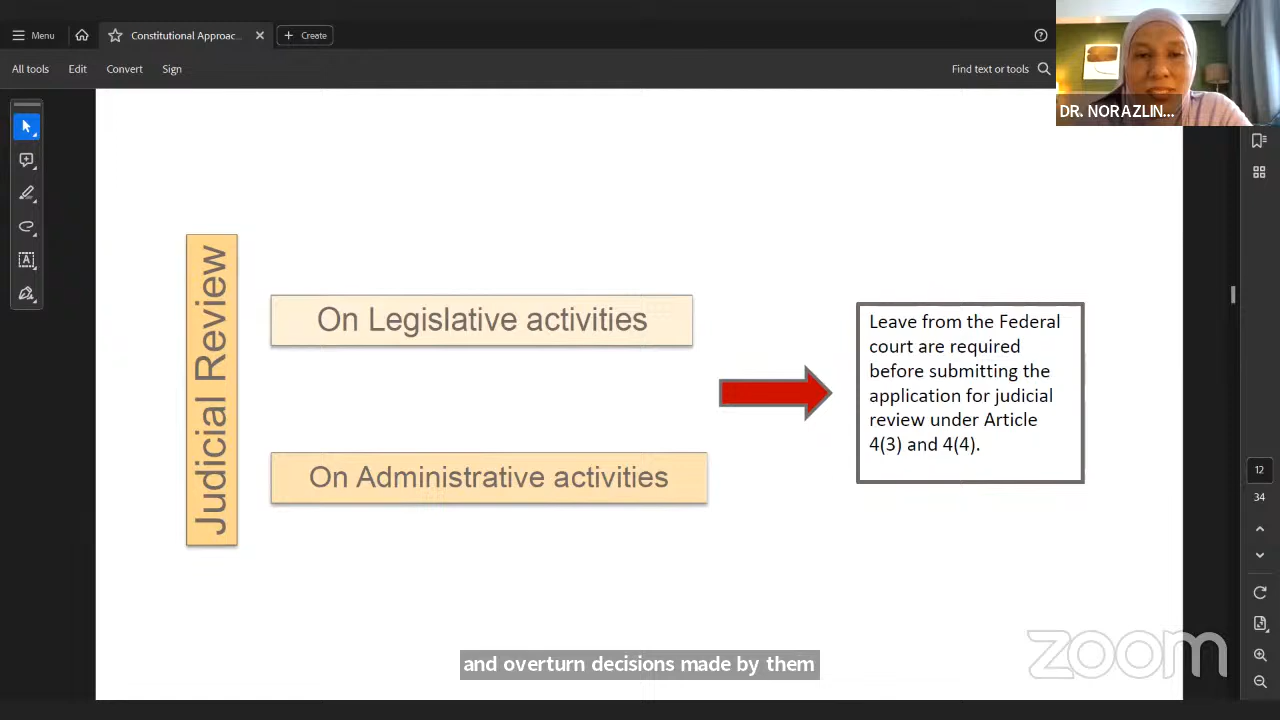 Menu
Constitutional Approac...
Create
All tools
Edit
Convert
Sign
Find text or tools
DR. NORAZLIN...
Judicial Review
On Legislative activities
On Administrative activities
Leave from the Federal
court are required
before submitting the
application for judicial
review under Article
4(3) and 4(4).
12
34
and overturn decisions made by them
zoom